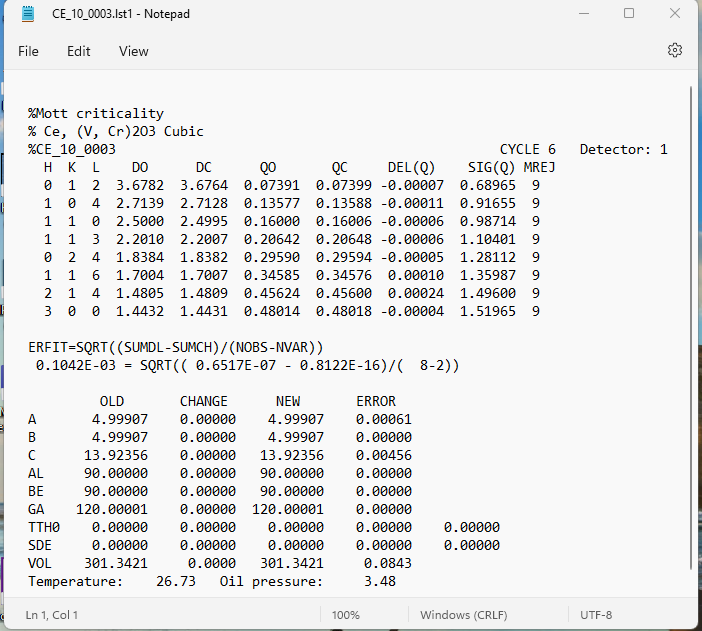 CE_10_0003.lst1 - Notepad
File Edit View
%Mott criticality
% Ce, (V, Cr)2O3 Cubic
%CE_10_0003 CYCLE 6 Detector: 1
H K L DO DC QO QC DEL(Q) SIG(Q) MREJ
0 1 2 3.6782 3.6764 0.07391 0.07399 -0.00007 0.68965 9
1 0 4 2.7139 2.7128 0.13577 0.13588 -0.00011 0.91655 9
1 1 0 2.5000 2.4995 0.16000 0.16006 -0.00006 0.98714 9
1 1 3 2.2010 2.2007 0.20642 0.20648 -0.00006 1.10401 9
0 2 4 1.8384 1.8382 0.29590 0.29594 -0.00005 1.28112 9
1 1 6 1.7004 1.7007 0.34585 0.34576 0.00010 1.35987 9
2 1 4 1.4805 1.4809 0.45624 0.45600 0.00024 1.49600 9
3 0 0 1.4432 1.4431 0.48014 0.48018 -0.00004 1.51965 9
ERFIT=SQRT((SUMDL-SUMCH)/(NOBS-NVAR))
0.1042E-03 = SQRT(( 0.6517E-07 - 0.8122E-16)/( 8-2))
OLD CHANGE NEW ERROR
A 4.99907 0.00000 4.99907 0.00061
B 4.99907 0.00000 4.99907 0.00000
C 13.92356 0.00000 13.92356 0.00456
AL 90.00000 0.00000 90.00000 0.00000
BE 90.00000 0.00000 90.00000 0.00000
GA 120.00001 0.00000 120.00001 0.00000
TTH0 0.00000 0.00000 0.00000 0.00000 0.00000
SDE 0.00000 0.00000 0.00000 0.00000 0.00000
VOL 301.3421 0.0000 301.3421 0.0843
Temperature: 26.73 Oil pressure: 3.48
Ln 1, Col 1 100% Windows (CRLF) UTF-8